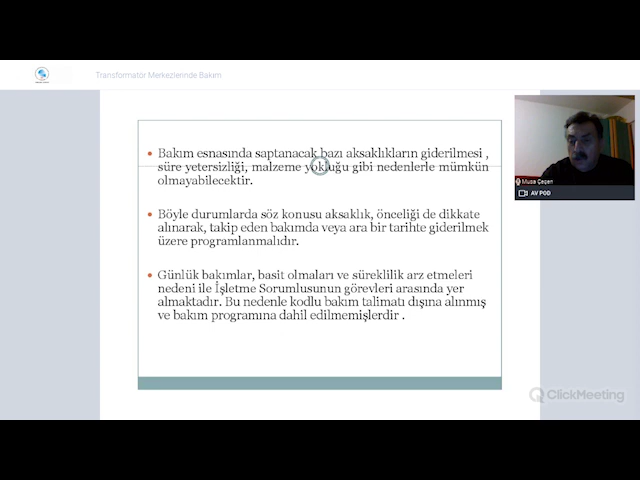 Transformatör Merkezlerinde Bakım
Bakım esnasında saptanacak bazı aksaklıkların giderilmesi ,
süre yetersizliği, malzeme yokluğu gibi nedenlerle mümkün
olmayabilecektir.
Böyle durumlarda söz konusu aksaklık, önceliği de dikkate
alınarak, takip eden bakımda veya ara bir tarihte giderilmek
üzere programlanmalıdır.
Günlük bakımlar, basit olmaları ve süreklilik arz etmeleri
nedeni ile İşletme Sorumlusunun görevleri arasında yer
almaktadır. Bu nedenle kodlu bakım talimatı dışına alınmış
ve bakım programına dahil edilmemişlerdir .
Musa Çeçen
AV POD
ClickMeeting